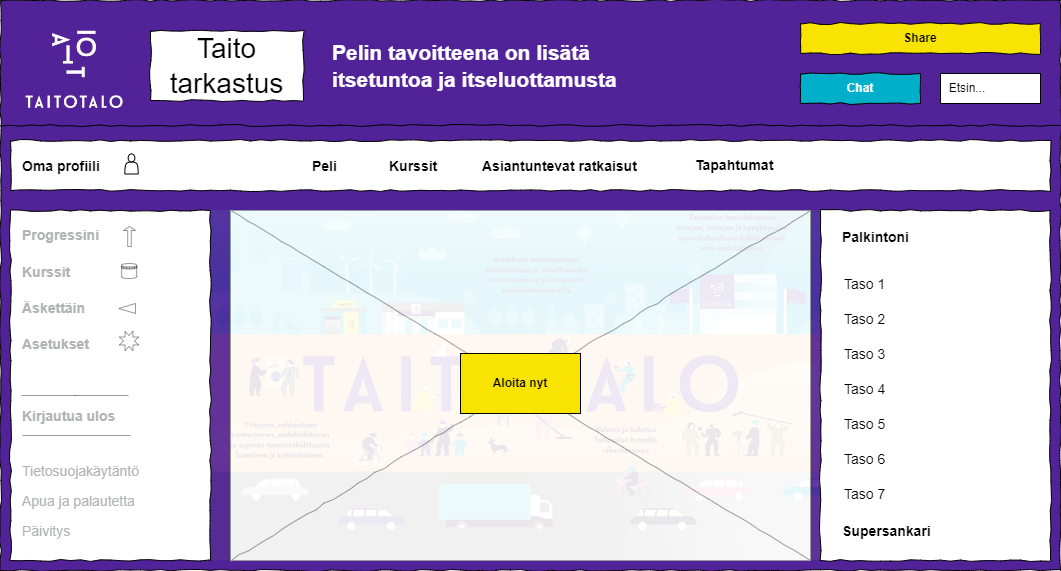 TAITOTALO
Taito
tarkastus
Pelin tavoitteena on lisätä
itsetuntoa ja itseluottamusta
Share
Chat
Etsin...
Oma profiili
Peli
Kurssit
Asiantuntevat ratkaisut
Tapahtumat
Progressini
Kurssit
Äskettäin
Asetukset
Kirjautua ulos
Tietosuojakäytäntö
Apua ja palautetta
Päivitys
TAITOTALO
Aloita nyt
Palkintoni
Taso 1
Taso 2
Taso 3
Taso 4
Taso 5
Taso 6
Taso 7
Supersankari